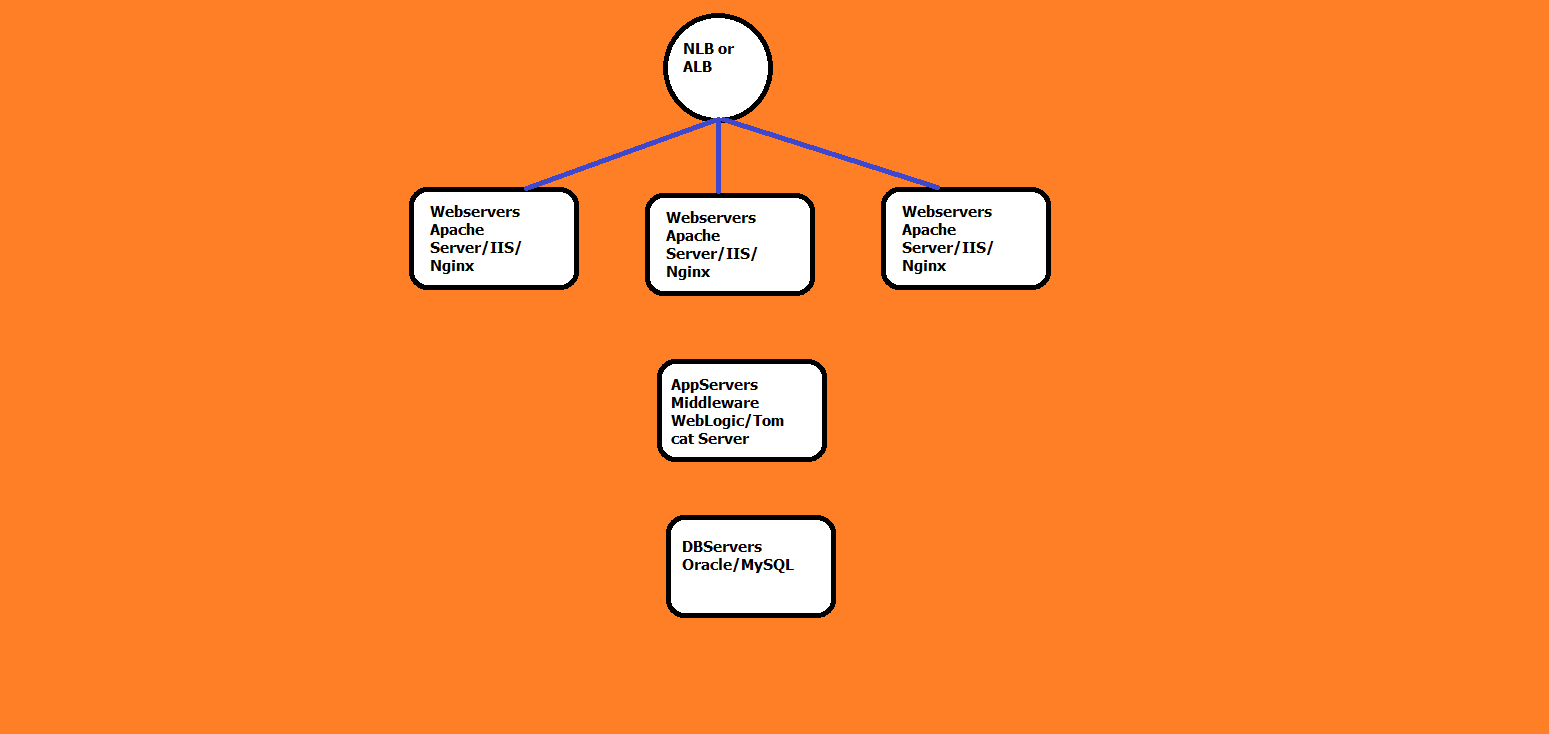 NLB or
ALB
Webservers
Apache
Server/IIS/
Nginx
Webservers
Apache
Server/IIS/
Nginx
Webservers
Apache
Server/IIS/
Nginx
AppServers
Middleware
WebLogic/Tom
cat Server
DBServers
Oracle/MySQL